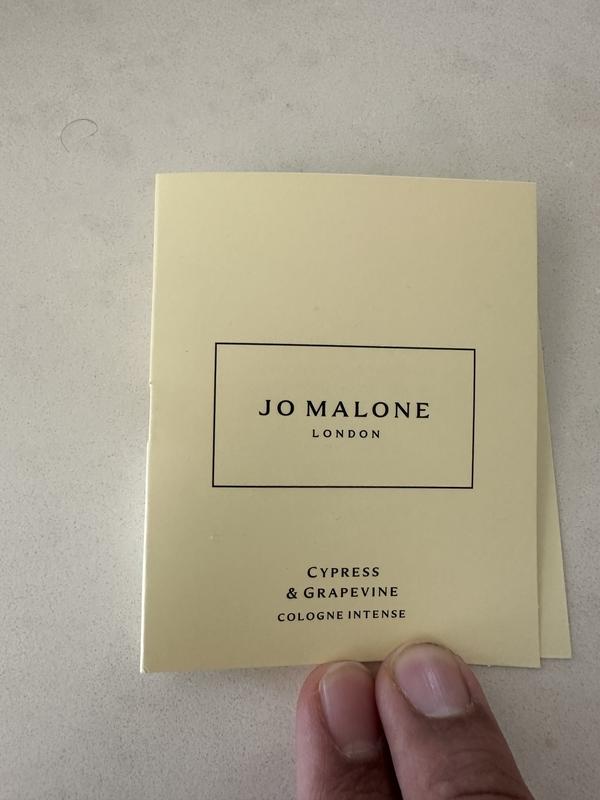 JO MALONE
LONDON
CYPRESS
& GRAPEVINE
COLOGNE INTENSE